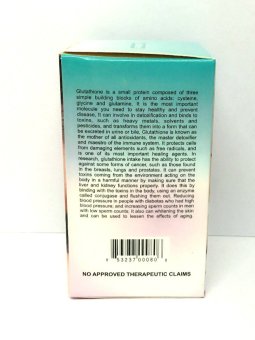 Glutathione is a small protein composed of three
simple building blocks of amino acids: cysteine,
glycine and glutamine. It is the most important
molecule you need to stay healthy and prevent
disease, It can involve in detoxification and binds to
toxins, such as heavy metals, solvents and
pesticides, and transforms them into a form that can
be excreted in urine or bile, Glutathione is known as
the mother of all antioxidants, the master detoxifier
and maestro of the immune system. It protects cells
from damaging elements such as free radicals, and
is one of its most important healing agents. In
research, glutathione intake has the ability to protect
against some forms of cancer, such as those found
in the breasts, lungs and prostates. It can prevent
toxins coming from the environment acting on the
body in a harmful manner by making sure that the
liver and kidney functions properly. It does this by
binding with the toxins in the body, using an enzyme
called conjugase and flushing them out. Reducing
blood pressure in people with diabetes who had high
blood pressure; and increasing sperm counts in men
with low sperm counts; It also can whitening the skin
and can be used to lessen the effects of aging.
0 53237 00080 0
NO APPROVED THERAPEUTIC CLAIMS